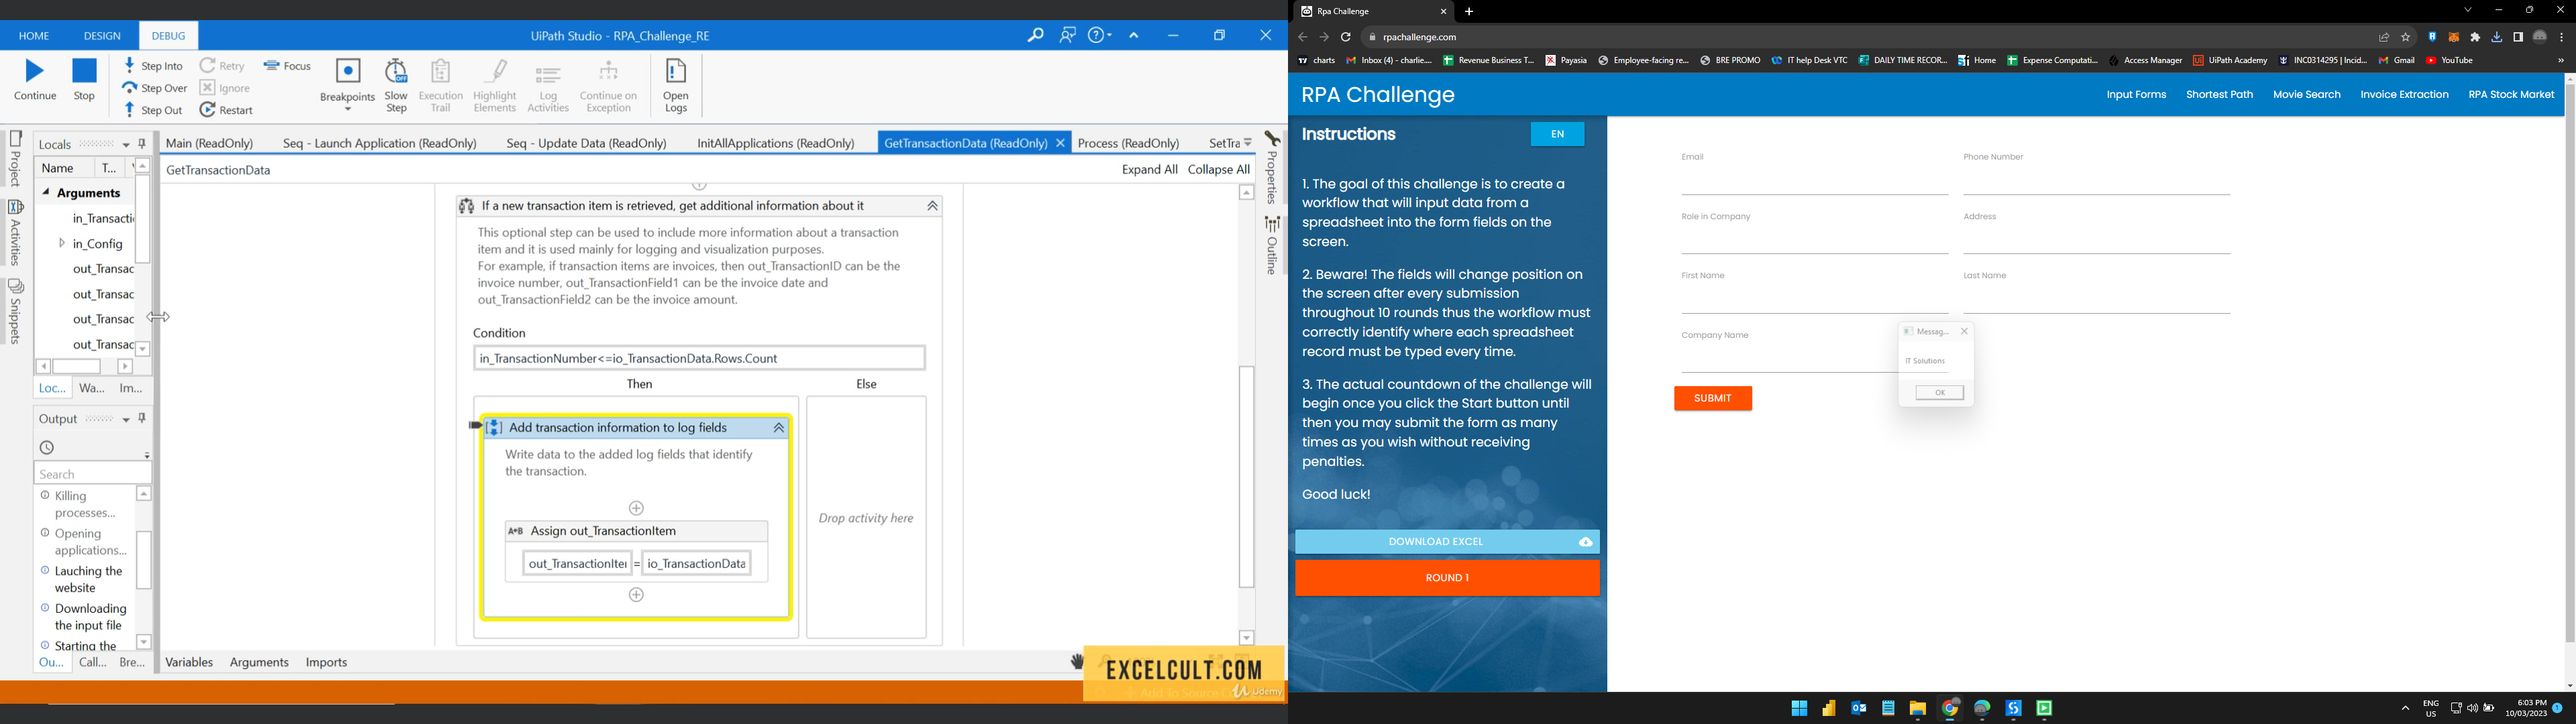 HOME DESIGN DEBUG
UiPath Studio - RPA_Challenge_RE
Continue Stop
Step Into
Step Over
Step Out
Retry
Ignore
Restart
Focus
Breakpoints
Slow
Step
Execution
Trail
Highlight
Elements
Log
Activities
Continue on
Exception
Open
Logs
Project
Activities
Snippets
Locals
Name T...
Arguments
in_Transacti
in_Config
out_Transac
out_Transac
out_Transac
out_Transac
Loc... Wa... Im...
Output
Search
Killing
processes...
Opening
applications...
Lauching the
website
Downloading
the input file
Starting the
Ou... Call... Bre...
Main (ReadOnly) Seq - Launch Application (ReadOnly) Seq - Update Data (ReadOnly) InitAllApplications (ReadOnly) GetTransactionData (ReadOnly) Process (ReadOnly) SetTra
GetTransactionData
Expand All Collapse All
If a new transaction item is retrieved, get additional information about it
This optional step can be used to include more information about a transaction
item and it is used mainly for logging and visualization purposes.
For example, if transaction items are invoices, then out_TransactionID can be the
invoice number, out_TransactionField1 can be the invoice date and
out_TransactionField2 can be the invoice amount.
Condition
in_TransactionNumber<=io_TransactionData.Rows.Count
Then Else
Add transaction information to log fields
Write data to the added log fields that identify
the transaction.
A*B Assign out_TransactionItem
out_TransactionIte = io_TransactionData
Drop activity here
Variables Arguments Imports
Properties
Outline
EXCELCULT.COM
Udemy
Rpa Challenge
rpachallenge.com
charts Inbox (4) - charlie.... Revenue Business T... Payasia Employee-facing re... BRE PROMO IT help Desk VTC DAILY TIME RECOR... Home Expense Computati... Access Manager UiPath Academy INC0314295 | Incid... Gmail YouTube
RPA Challenge
Input Forms Shortest Path Movie Search Invoice Extraction RPA Stock Market
Instructions
EN
1. The goal of this challenge is to create a
workflow that will input data from a
spreadsheet into the form fields on the
screen.
2. Beware! The fields will change position on
the screen after every submission
throughout 10 rounds thus the workflow must
correctly identify where each spreadsheet
record must be typed every time.
3. The actual countdown of the challenge will
begin once you click the Start button until
then you may submit the form as many
times as you wish without receiving
penalties.
Good luck!
DOWNLOAD EXCEL
ROUND 1
Email Phone Number
Role in Company Address
First Name Last Name
Company Name
SUBMIT
Messag...
IT Solutions
OK
ENG
US
6:03 PM
10/03/2023